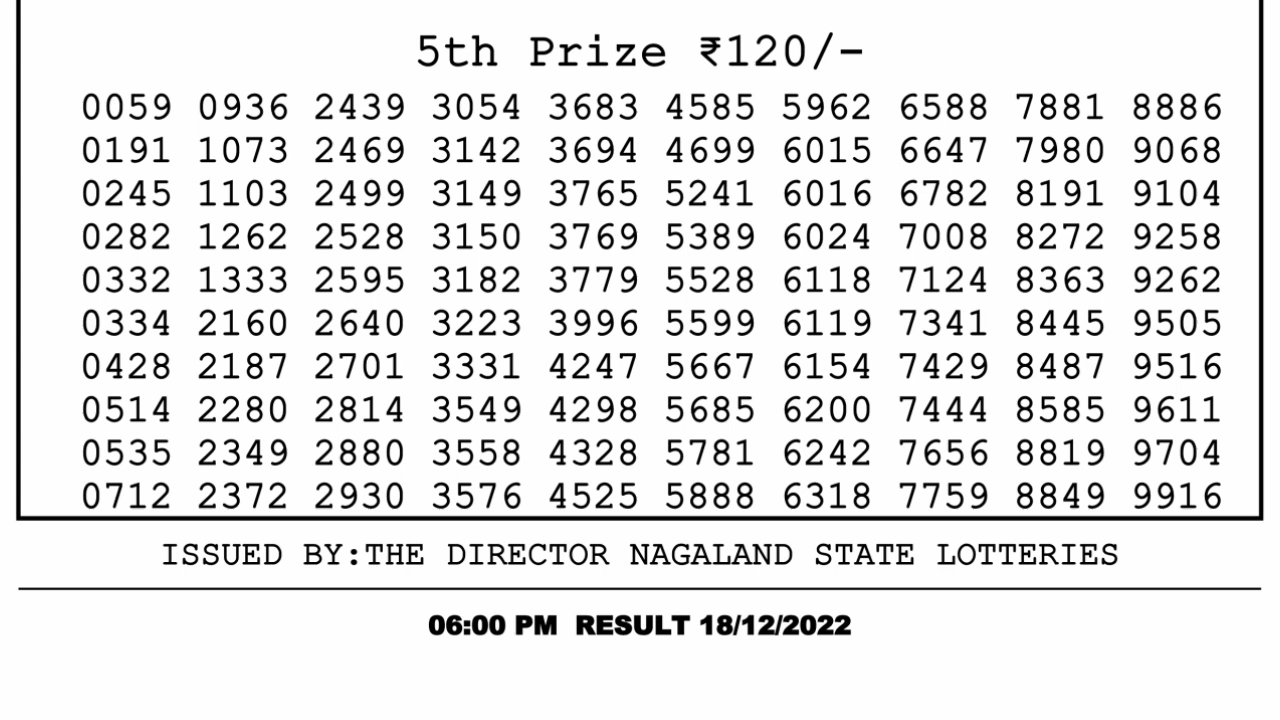 5th Prize ₹120/-
0059 0936 2439 3054 3683 4585 5962 6588 7881 8886
0191 1073 2469 3142 3694 4699 6015 6647 7980 9068
0245 1103 2499 3149 3765 5241 6016 6782 8191 9104
0282 1262 2528 3150 3769 5389 6024 7008 8272 9258
0332 1333 2595 3182 3779 5528 6118 7124 8363 9262
0334 2160 2640 3223 3996 5599 6119 7341 8445 9505
0428 2187 2701 3331 4247 5667 6154 7429 8487 9516
0514 2280 2814 3549 4298 5685 6200 7444 8585 9611
0535 2349 2880 3558 4328 5781 6242 7656 8819 9704
0712 2372 2930 3576 4525 5888 6318 7759 8849 9916
ISSUED BY:THE DIRECTOR NAGALAND STATE LOTTERIES
06:00 PM RESULT 18/12/2022